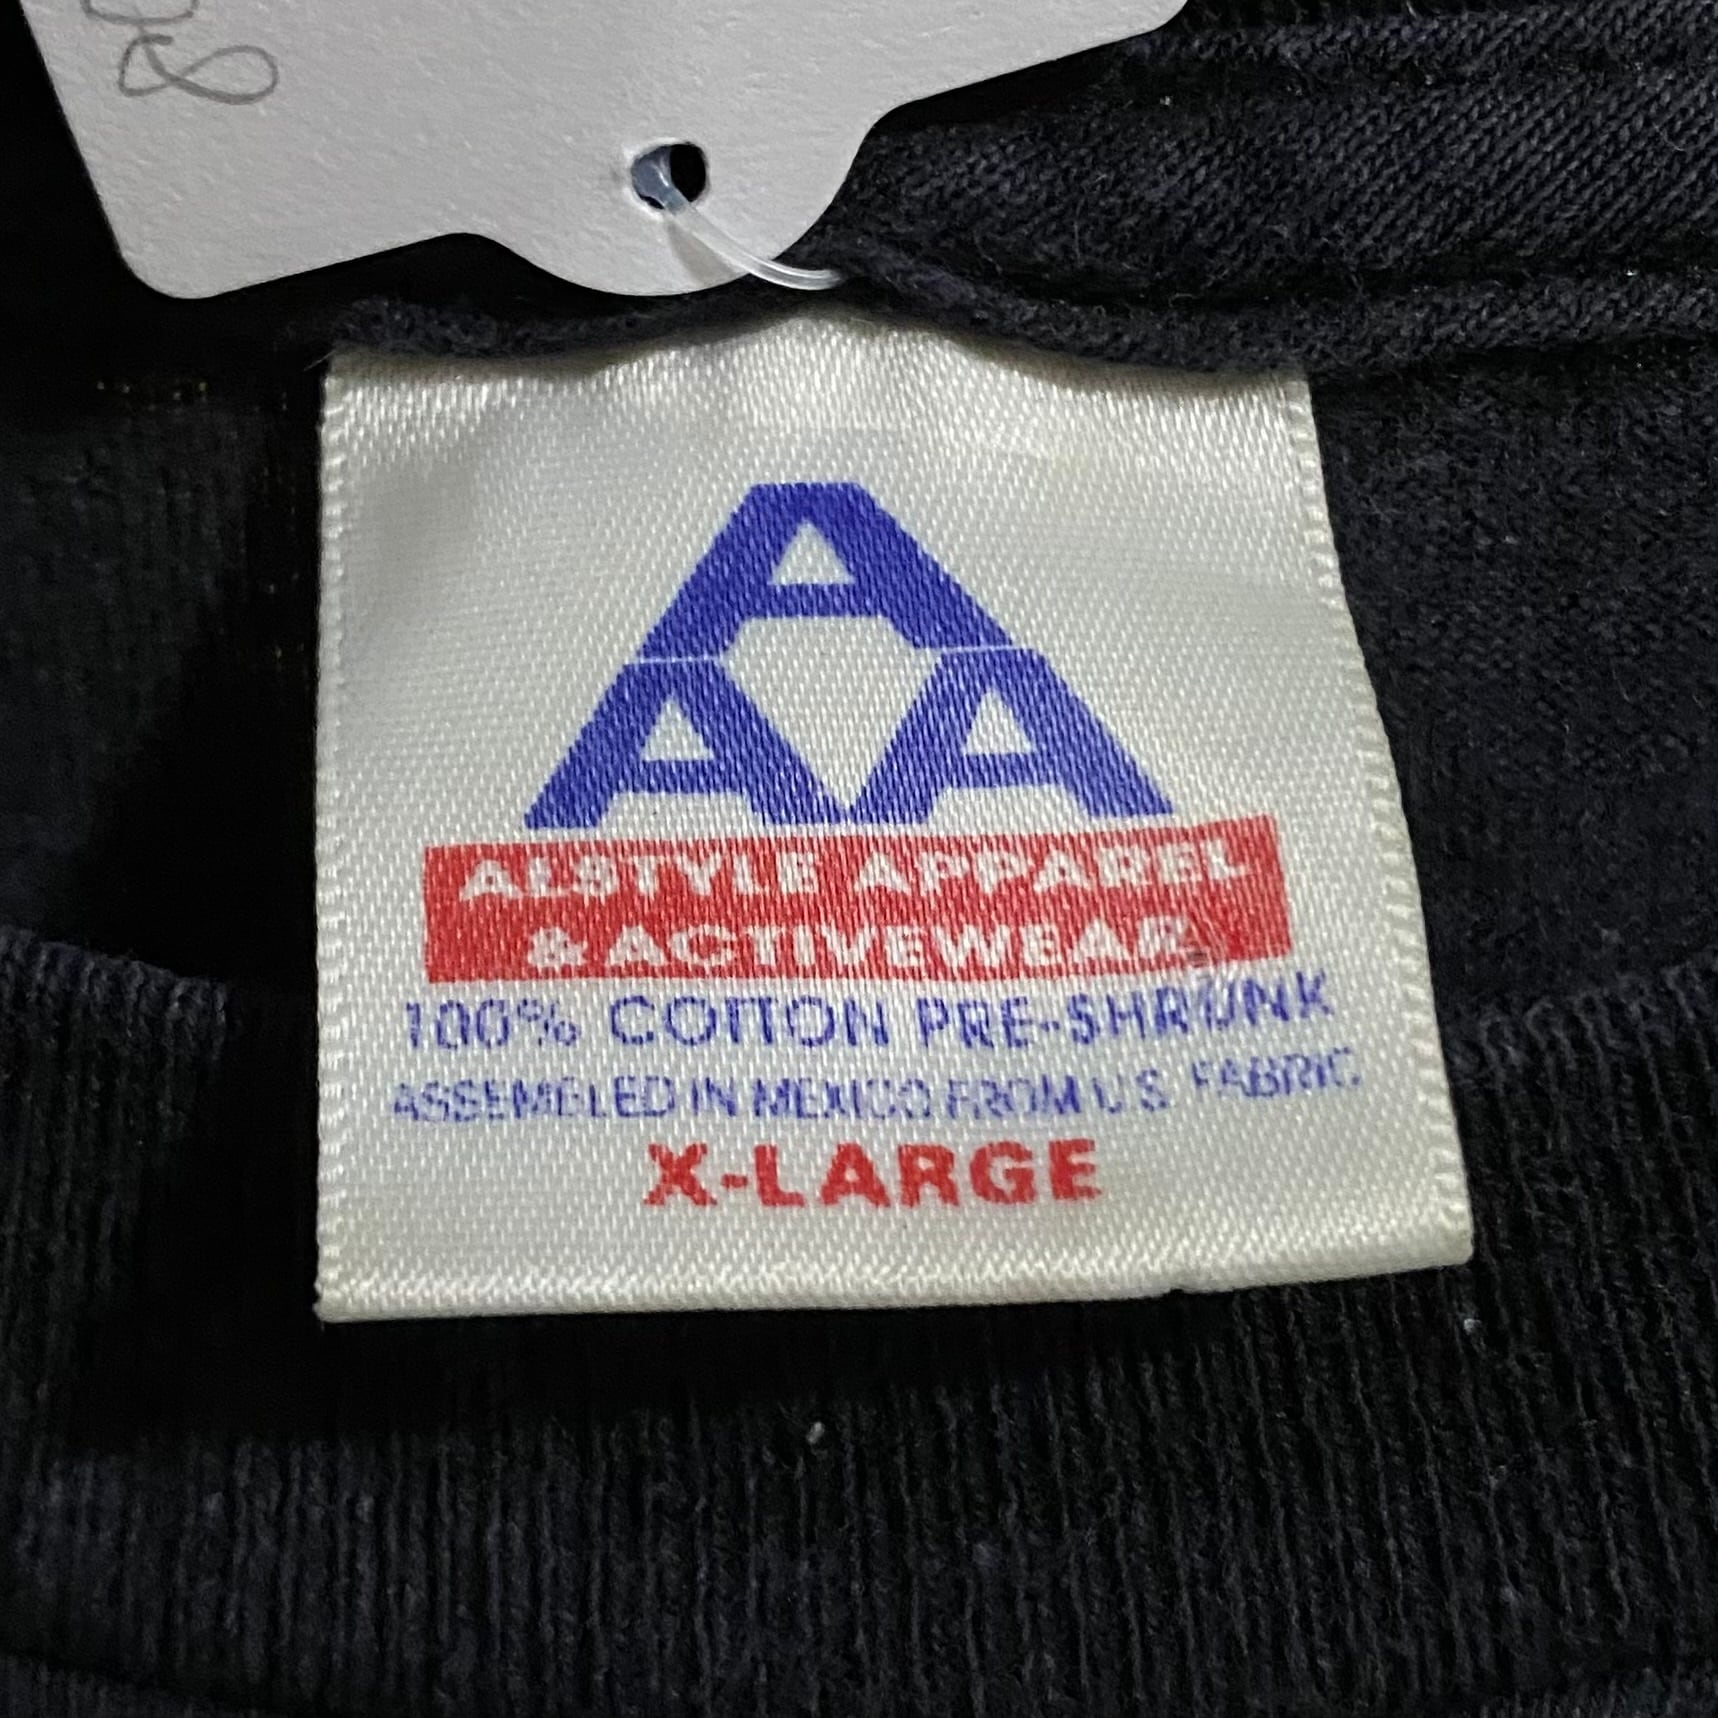 A
A A
ALSTYLE APPAREL
& ACTIVEWEAR
100% COTTON PRE-SHRUNK
ASSEMBLED IN MEXICO FROM U.S. FABRIC
X-LARGE